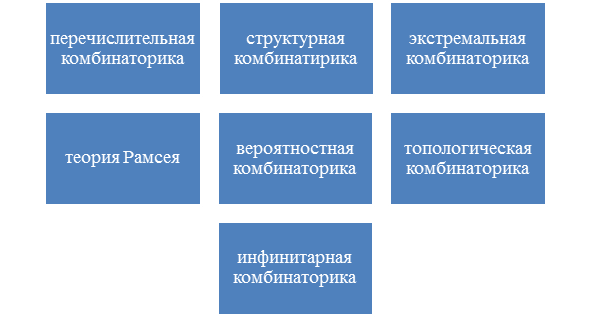 перечислительная
комбинаторика
структурная
комбинатирика
экстремальная
комбинаторика
теория Рамсея
вероятностная
комбинаторика
топологическая
комбинаторика
инфинитарная
комбинаторика